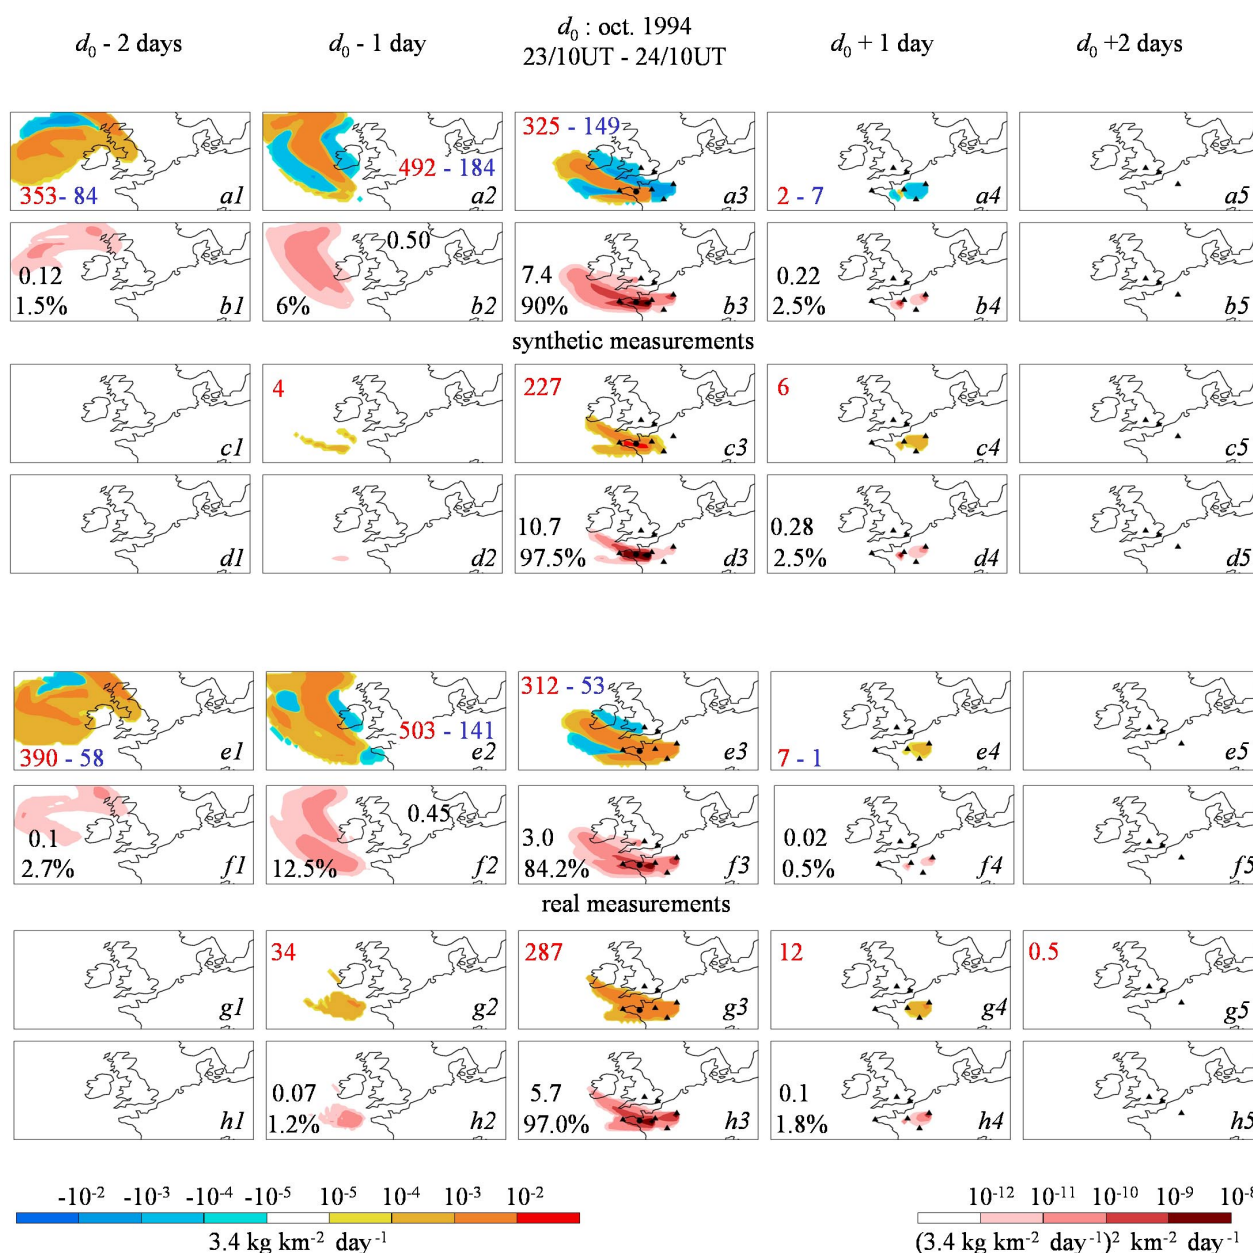 d0 - 2 days
d0 - 1 day
d0 : oct. 1994
23/10UT - 24/10UT
d0 + 1 day
d0 +2 days
353- 84 a1
492 - 184 a2
325 - 149 a3
2 - 7 a4
a5
0.12
1.5% b1
0.50
6% b2
7.4
90% b3
0.22
2.5% b4
b5
synthetic measurements
c1
4 c2
227 c3
6 c4
c5
d1
d2
10.7
97.5% d3
0.28
2.5% d4
d5
390 - 58 e1
503 - 141 e2
312 - 53 e3
7 - 1 e4
e5
0.1
2.7% f1
0.45
12.5% f2
3.0
84.2% f3
0.02
0.5% f4
f5
real measurements
g1
34 g2
287 g3
12 g4
0.5 g5
h1
0.07
1.2% h2
5.7
97.0% h3
0.1
1.8% h4
h5
-10⁻² -10⁻³ -10⁻⁴ -10⁻⁵ 10⁻⁵ 10⁻⁴ 10⁻³ 10⁻²
3.4 kg km⁻² day⁻¹
10⁻¹² 10⁻¹¹ 10⁻¹⁰ 10⁻⁹ 10⁻⁸
(3.4 kg km⁻² day⁻¹)² km⁻² day⁻¹